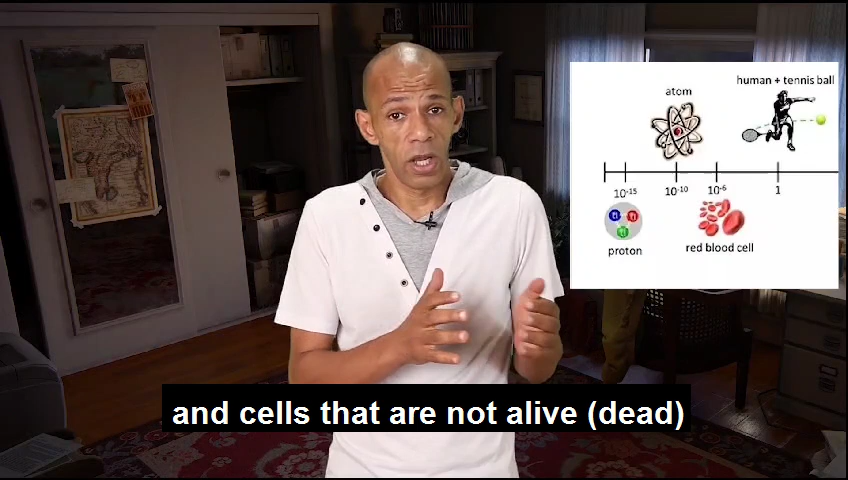 human + tennis ball
atom
10-15
10-10
10-6
1
proton
red blood cell
and cells that are not alive (dead)